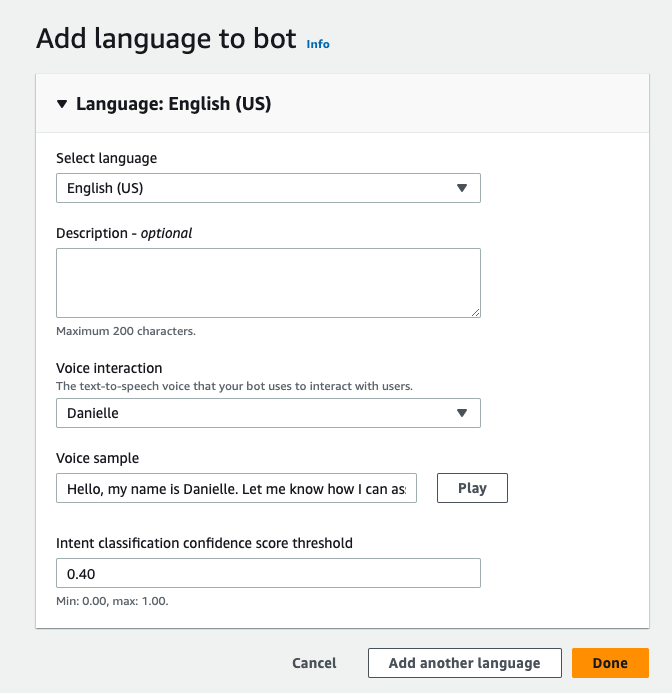 Add language to bot Info
Language: English (US)
Select language
English (US)
Description - optional
Maximum 200 characters.
Voice interaction
The text-to-speech voice that your bot uses to interact with users.
Danielle
Voice sample
Hello, my name is Danielle. Let me know how I can as
Play
Intent classification confidence score threshold
0.40
Min: 0.00, max: 1.00.
Cancel
Add another language
Done